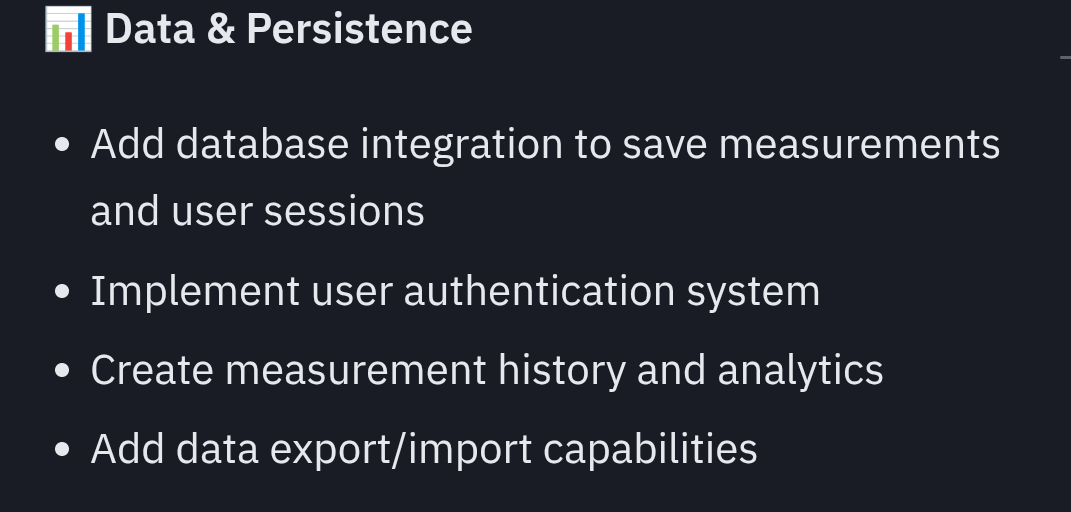 📊 Data & Persistence
• Add database integration to save measurements
and user sessions
• Implement user authentication system
• Create measurement history and analytics
• Add data export/import capabilities